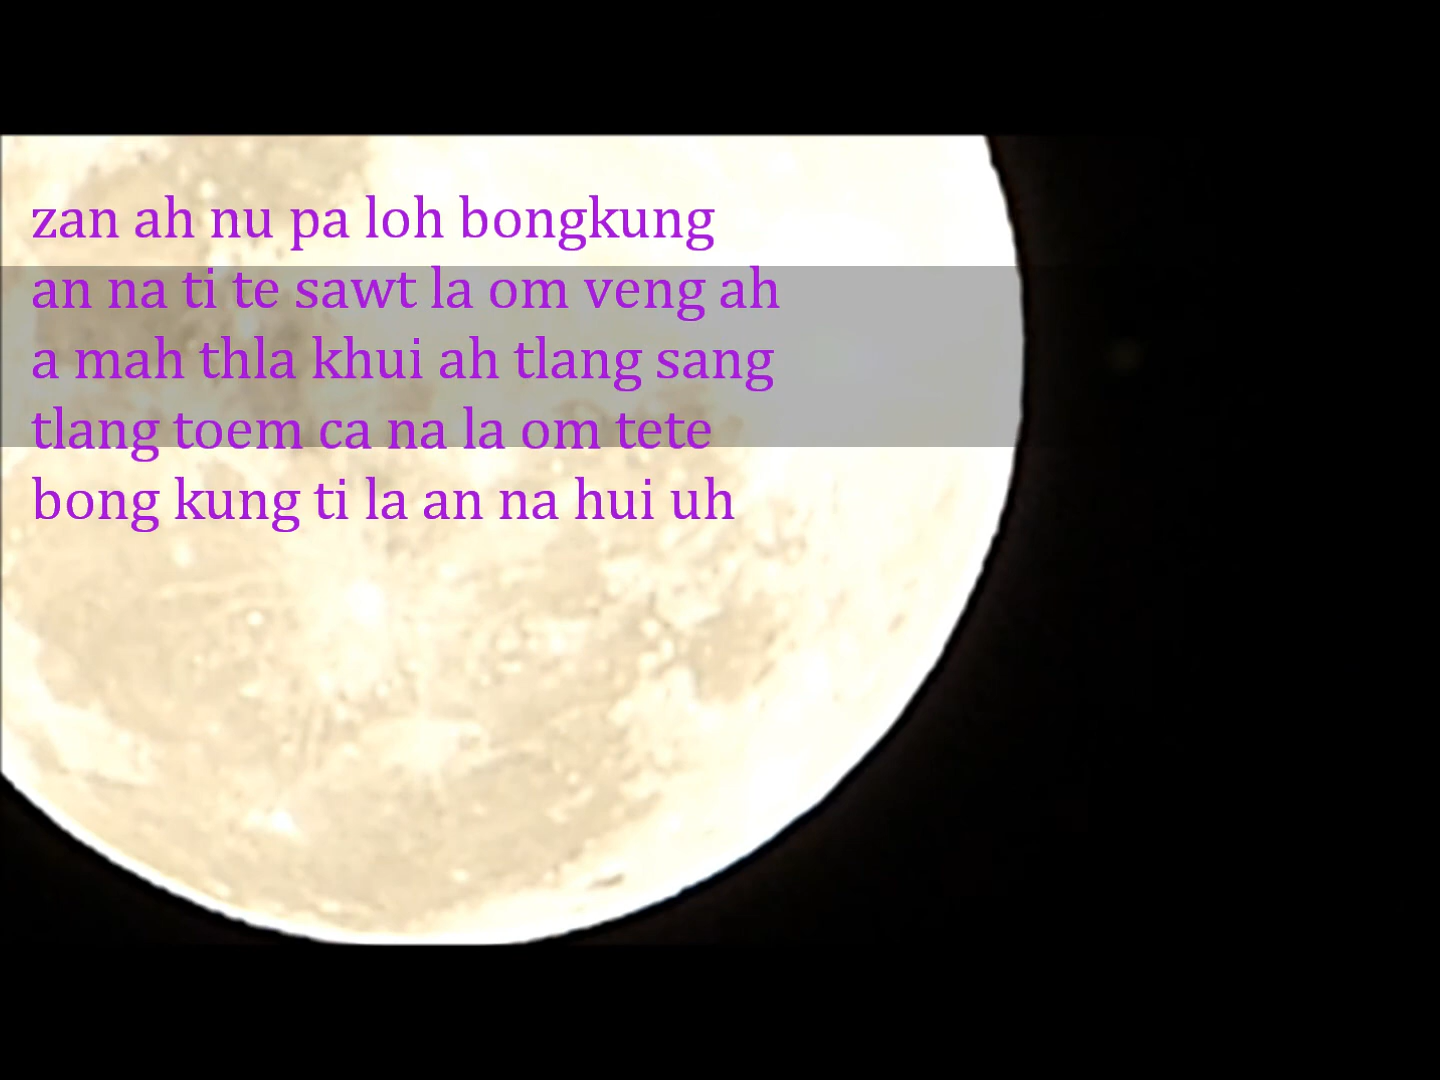 zan ah nu pa loh bongkung
an na ti te sawt la om veng ah
a mah thla khui ah tlang sang
tlang toem ca na la om tete
bong kung ti la an na hui uh